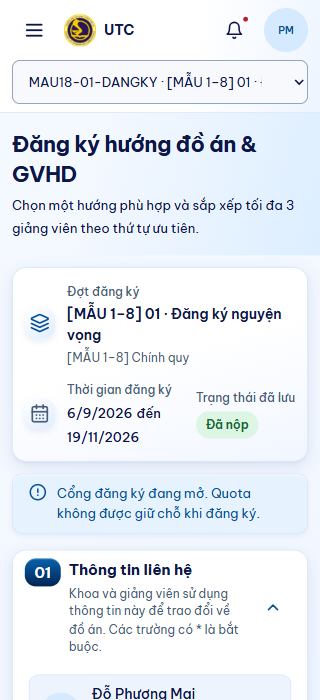 UTC
PM
MAU18-01-DANGKY · [MẪU 1-8] 01 ·
Đăng ký hướng đồ án &
GVHD
Chọn một hướng phù hợp và sắp xếp tối đa 3
giảng viên theo thứ tự ưu tiên.
Đợt đăng ký
[MẪU 1-8] 01 · Đăng ký nguyện
vọng
[MẪU 1-8] Chính quy
Thời gian đăng ký
6/9/2026 đến
19/11/2026
Trạng thái đã lưu
Đã nộp
Cổng đăng ký đang mở. Quota
không được giữ chỗ khi đăng ký.
01
Thông tin liên hệ
Khoa và giảng viên sử dụng
thông tin này để trao đổi về
đồ án. Các trường có * là bắt
buộc.
Đỗ Phương Mai